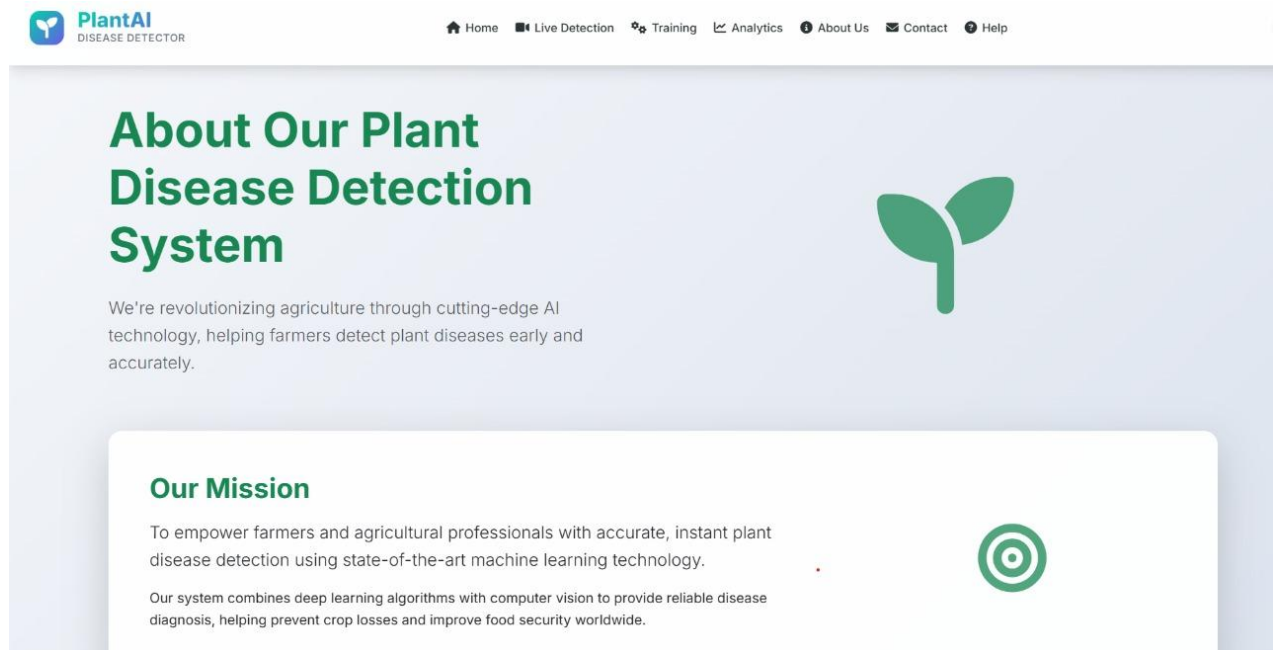 PlantAI
DISEASE DETECTOR
Home Live Detection Training Analytics About Us Contact Help
About Our Plant
Disease Detection
System
We're revolutionizing agriculture through cutting-edge AI
technology, helping farmers detect plant diseases early and
accurately.
Our Mission
To empower farmers and agricultural professionals with accurate, instant plant
disease detection using state-of-the-art machine learning technology.
Our system combines deep learning algorithms with computer vision to provide reliable disease
diagnosis, helping prevent crop losses and improve food security worldwide.